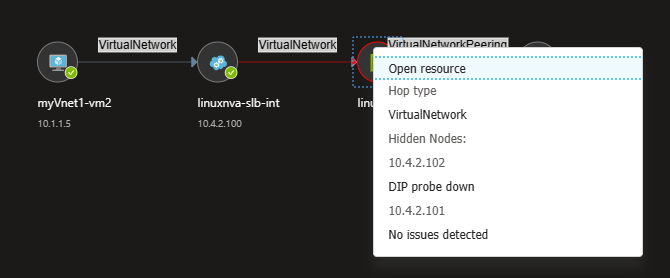 VirtualNetwork
VirtualNetwork
VirtualNetworkPeering
myVnet1-vm2
10.1.1.5
linuxnva-slb-int
10.4.2.100
Open resource
Hop type
VirtualNetwork
Hidden Nodes:
10.4.2.102
DIP probe down
10.4.2.101
No issues detected